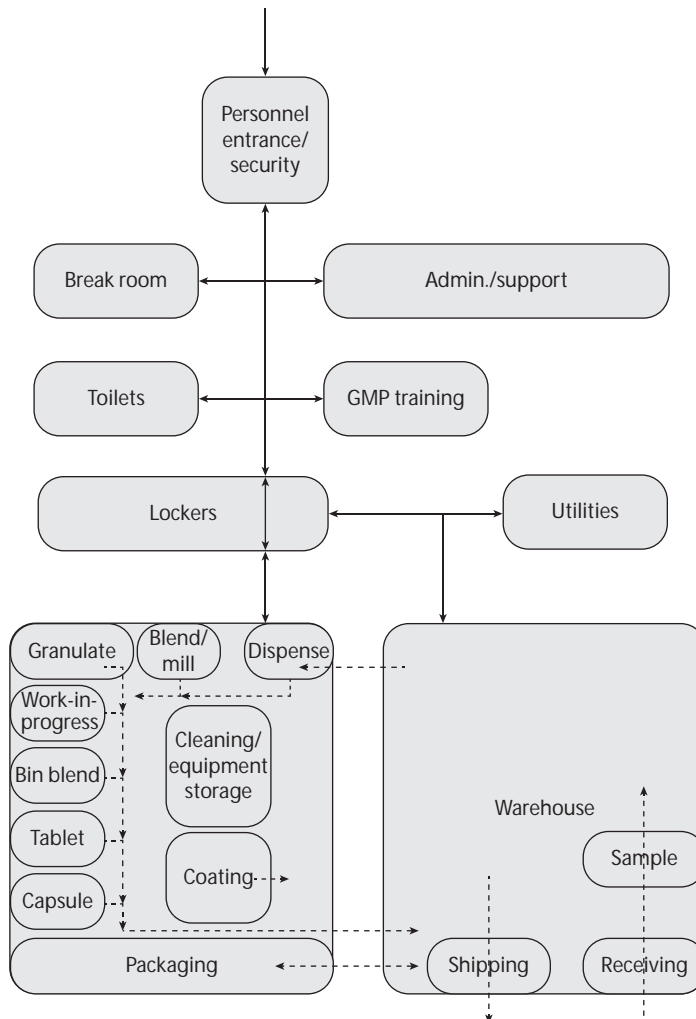 Personnel
entrance/
security
Break room
Admin./support
Toilets
GMP training
Lockers
Utilities
Granulate
Blend/
mill
Dispense
Work-in-
progress
Cleaning/
equipment
storage
Bin blend
Warehouse
Tablet
Sample
Coating
Capsule
Packaging
Shipping
Receiving